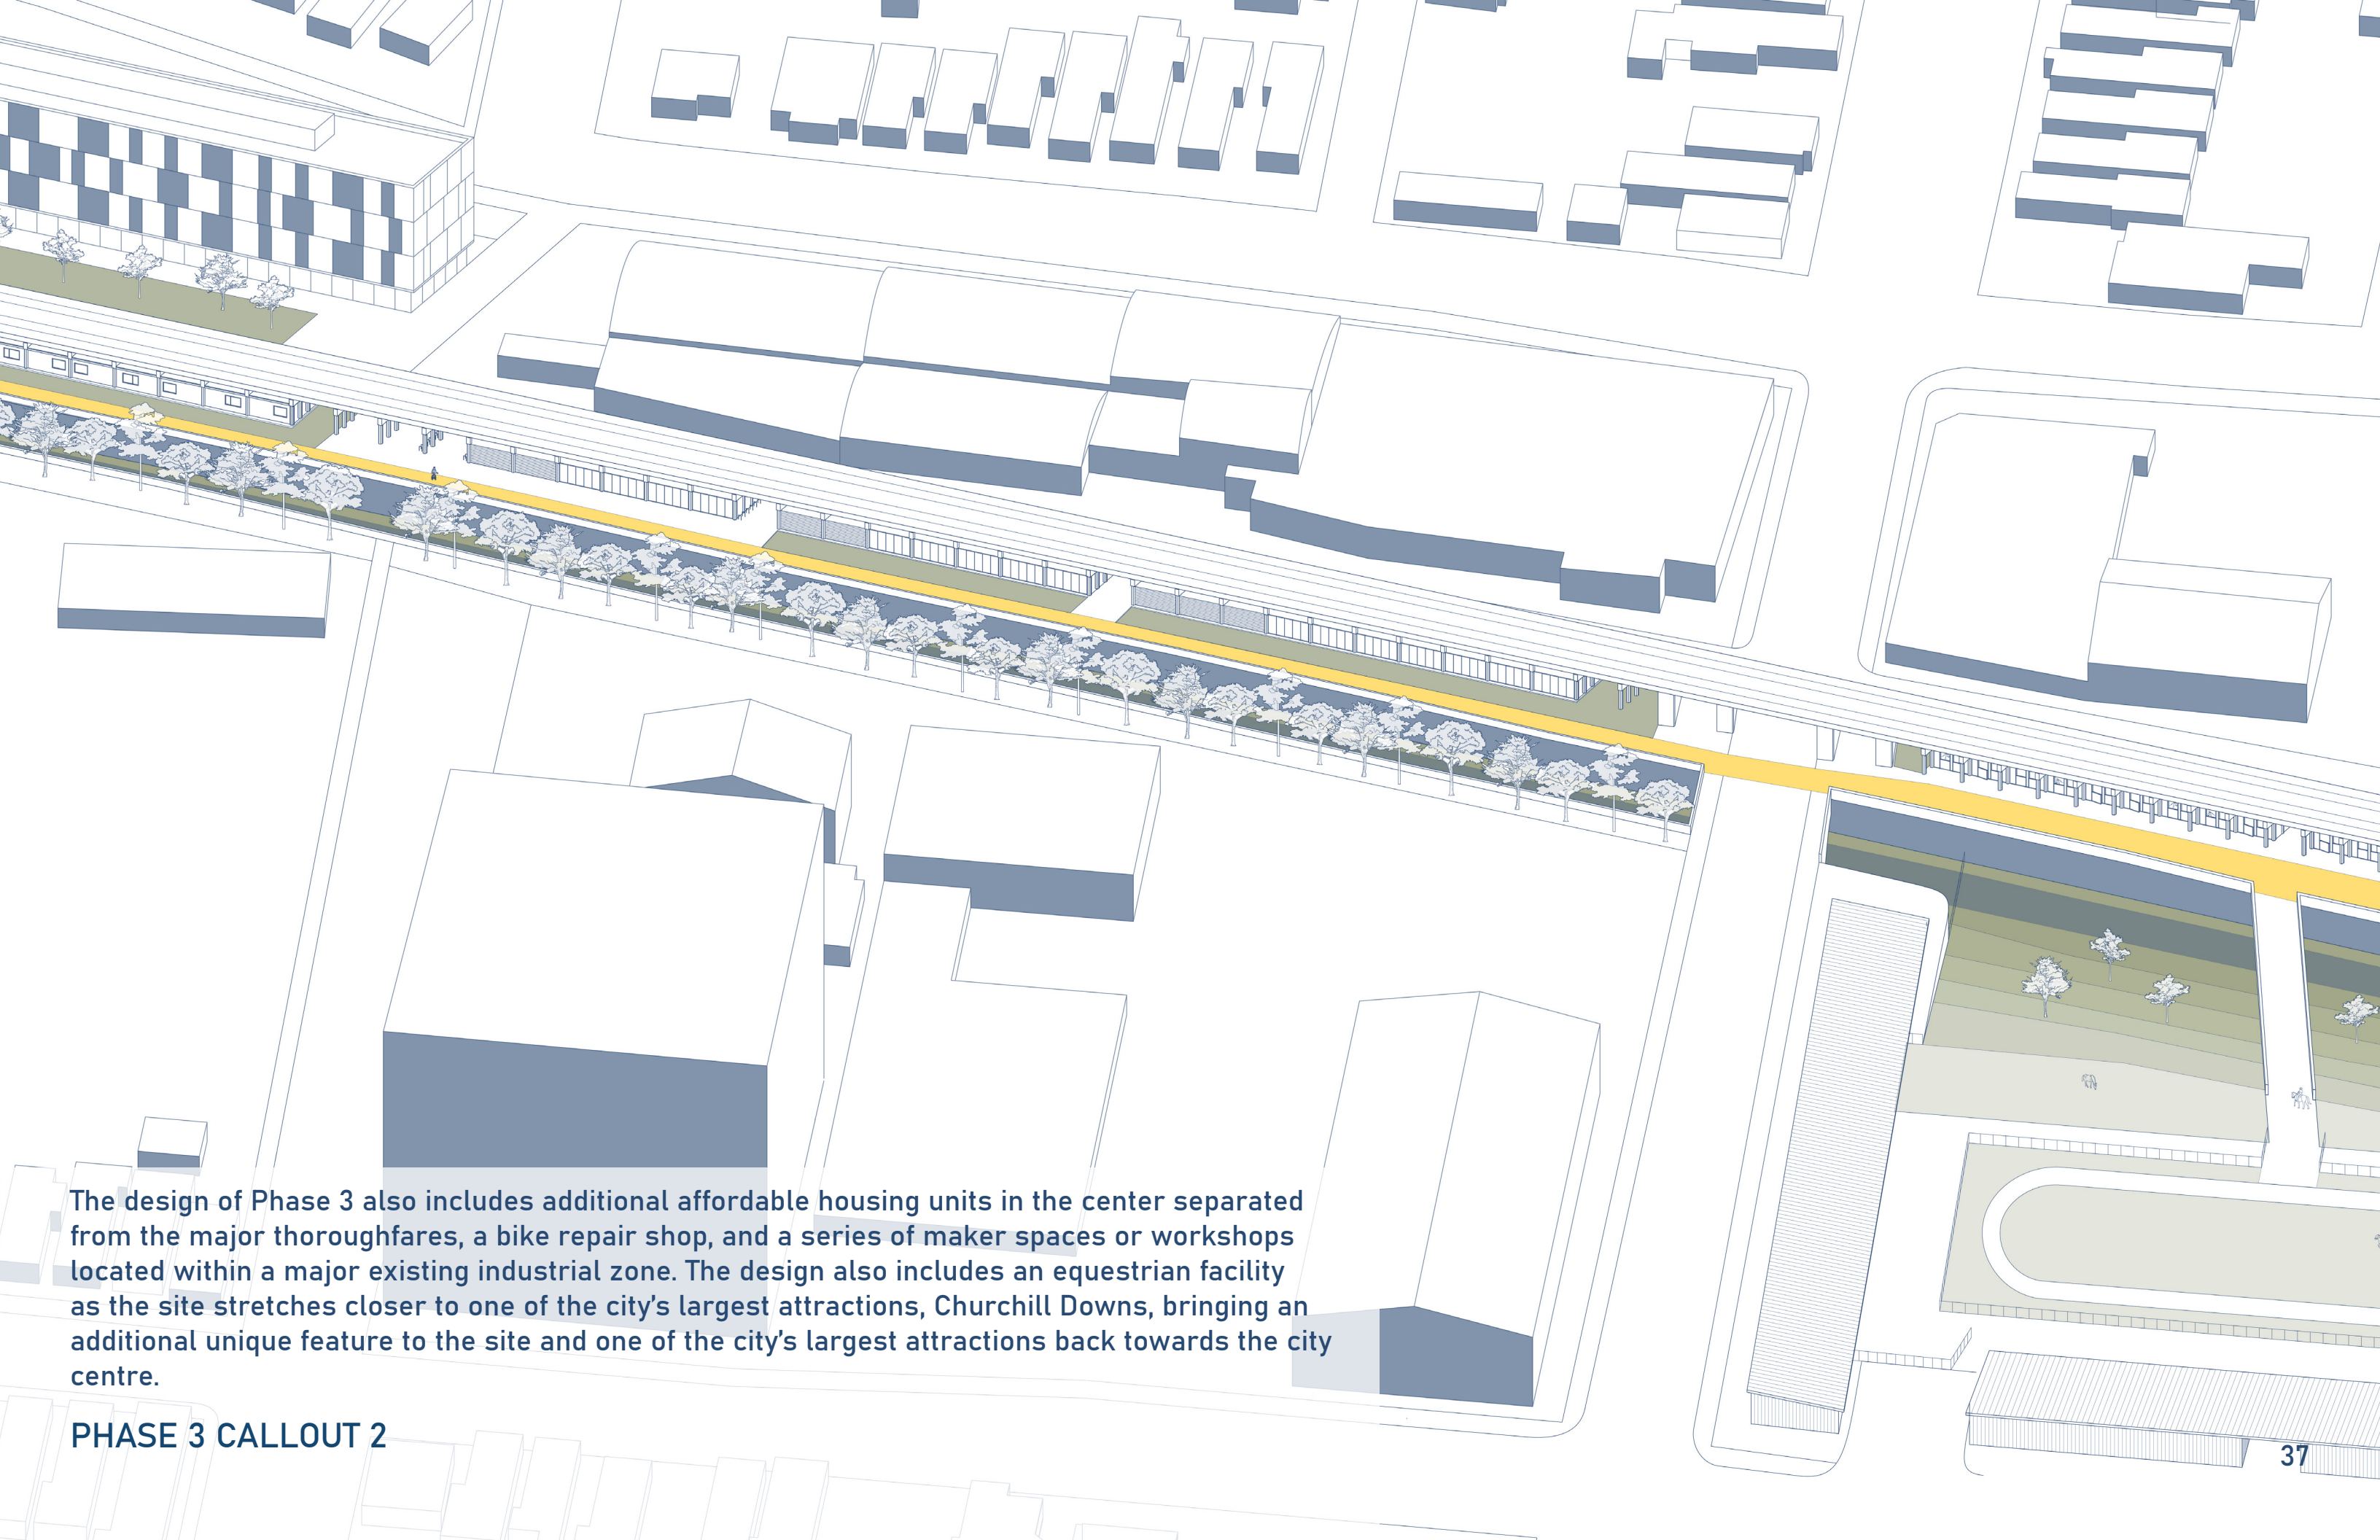 The design of Phase 3 also includes additional affordable housing units in the center separated
from the major thoroughfares, a bike repair shop, and a series of maker spaces or workshops
located within a major existing industrial zone. The design also includes an equestrian facility
as the site stretches closer to one of the city’s largest attractions, Churchill Downs, bringing an
additional unique feature to the site and one of the city’s largest attractions back towards the city
centre.
PHASE 3 CALLOUT 2
37